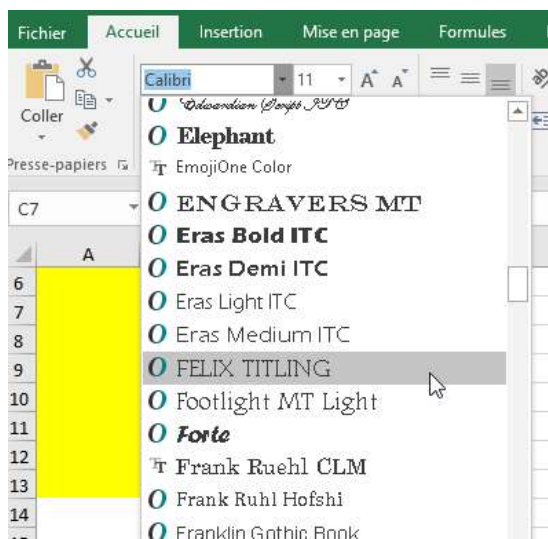 Fichier Accueil Insertion Mise en page Formules
Calibri 11 A A
Coller
Presse-papiers
C7
A
O Edwardian Script ITC
O Elephant
Tr EmojiOne Color
O ENGRAVERS MT
O Eras Bold ITC
O Eras Demi ITC
6
O Eras Light ITC
7
O Eras Medium ITC
8
O FELIX TITLING
9
O Footlight MT Light
10
O Forte
11
Tr Frank Ruehl CLM
12
O Frank Ruhl Hofshi
13
O Franklin Gothic Book
14